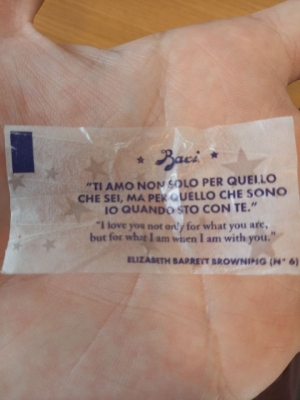 Baci
"TI AMO NON SOLO PER QUELLO
CHE SEI, MA PER QUELLO CHE SONO
IO QUANDO STO CON TE."
"I love you not only for what you are,
but for what I am when I am with you."
ELIZABETH BARRETT BROWNING (N° 6)